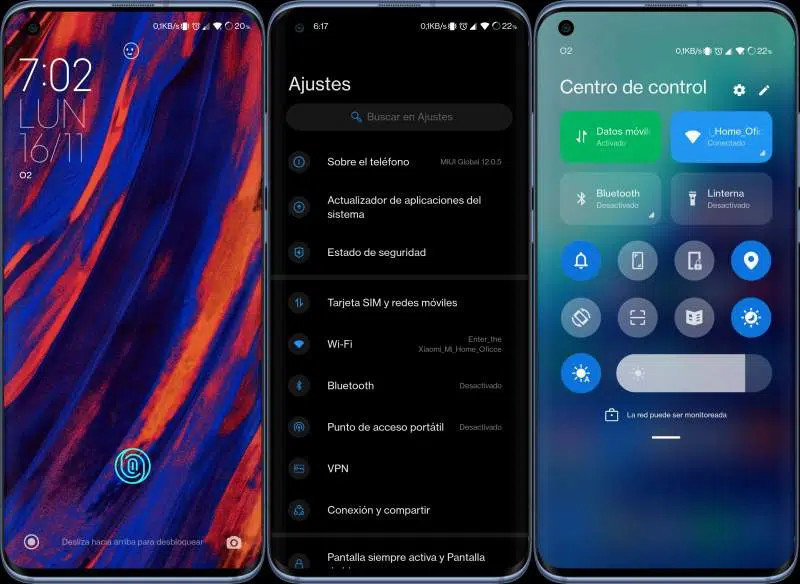 0,1KB/s 20%
7:02
LUN
16/11
O2
Desliza hacia arriba para desbloquear
6:17 0,1KB/s 22%
Ajustes
Buscar en Ajustes
Sobre el teléfono MIUI Global 12.0.5
Actualizador de aplicaciones del
sistema
Estado de seguridad
Tarjeta SIM y redes móviles
Wi-Fi Enter_the
Xiaomi_Mi_Home_Oficce
Bluetooth Desactivado
Punto de acceso portátil Desactivado
VPN
Conexión y compartir
Pantalla siempre activa y Pantalla
O2 0,1KB/s 22%
Centro de control
Datos móvil
Activado
_Home_Ofic
Conectado
Bluetooth
Desactivado
Linterna
Desactivado
A
La red puede ser monitoreada